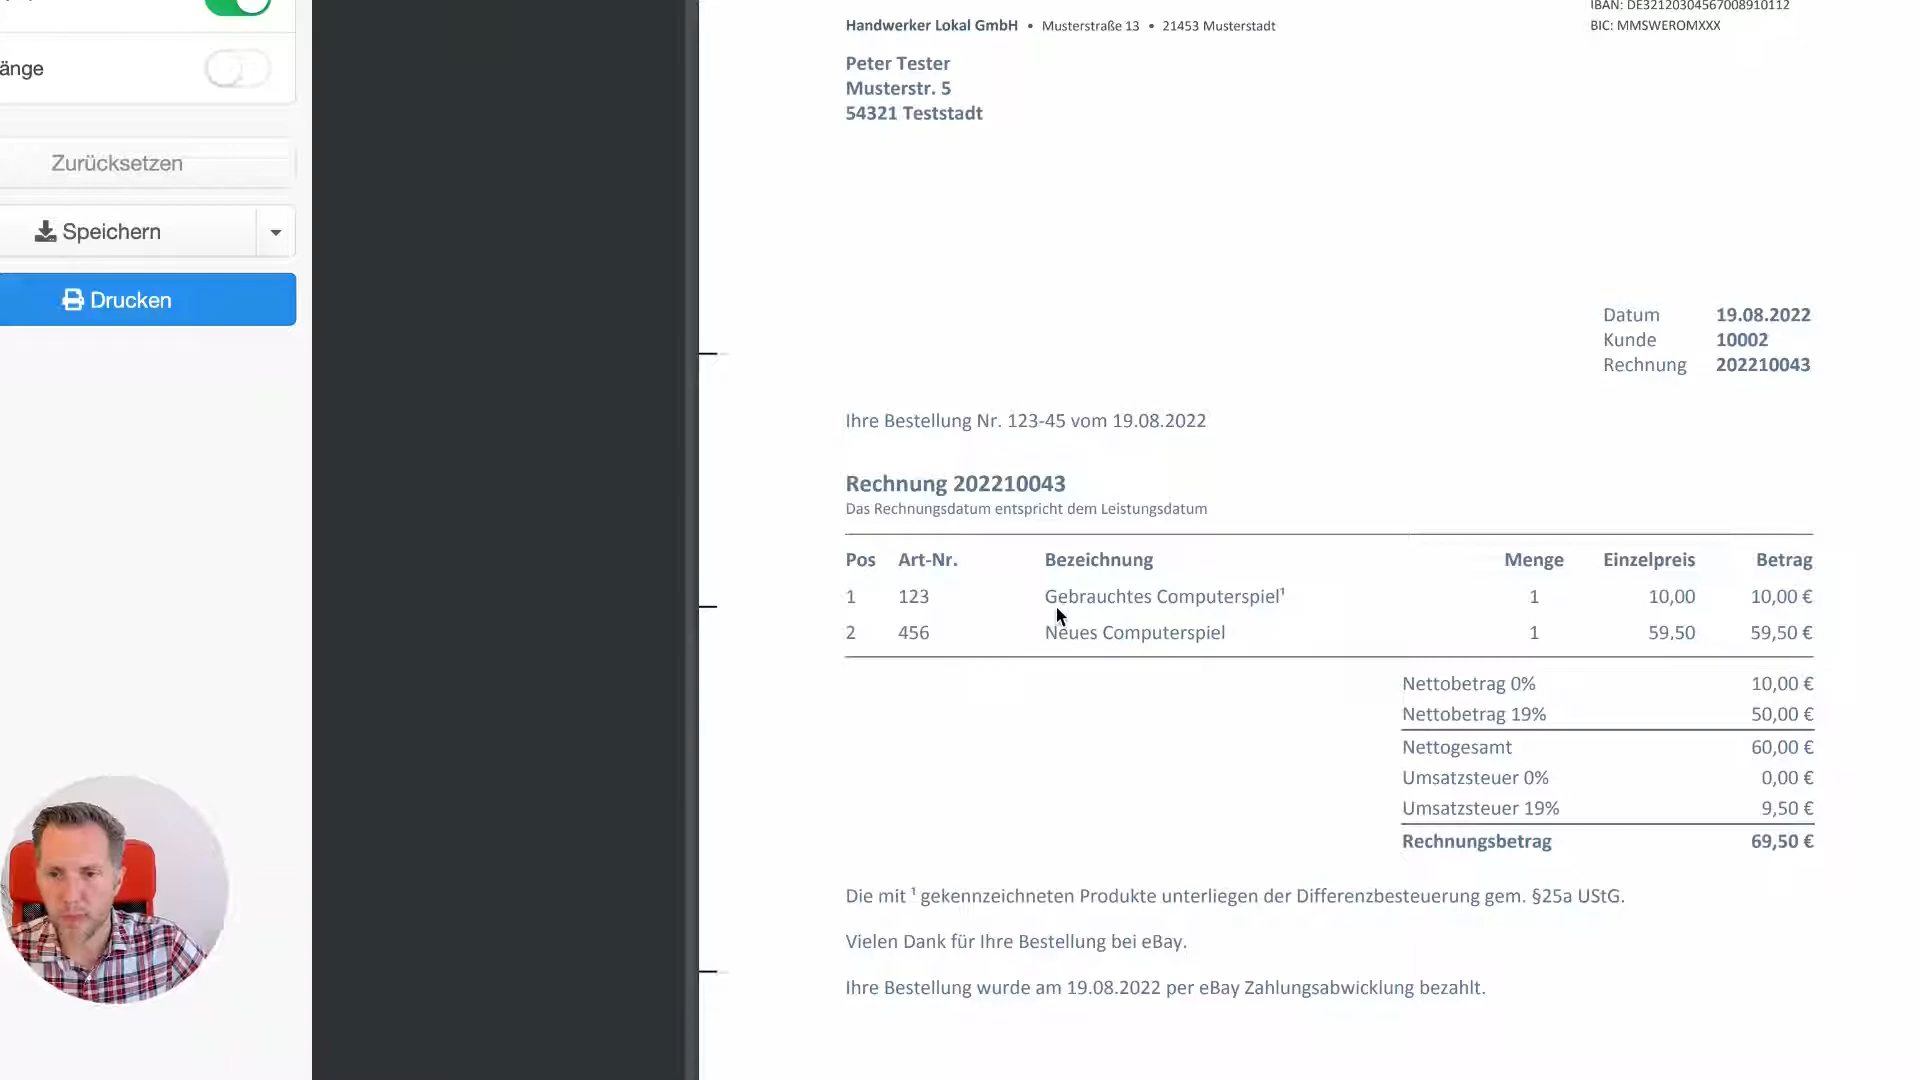 änge
Zurücksetzen
Speichern
Drucken
IBAN: DE32120304567008910112
BIC: MMSWEROMXXX
Handwerker Lokal GmbH • Musterstraße 13 • 21453 Musterstadt
Peter Tester
Musterstr. 5
54321 Teststadt
Datum 19.08.2022
Kunde 10002
Rechnung 202210043
Ihre Bestellung Nr. 123-45 vom 19.08.2022
Rechnung 202210043
Das Rechnungsdatum entspricht dem Leistungsdatum
Pos Art-Nr. Bezeichnung Menge Einzelpreis Betrag
1 123 Gebrauchtes Computerspiel¹ 1 10,00 10,00 €
2 456 Neues Computerspiel 1 59,50 59,50 €
Nettobetrag 0% 10,00 €
Nettobetrag 19% 50,00 €
Nettogesamt 60,00 €
Umsatzsteuer 0% 0,00 €
Umsatzsteuer 19% 9,50 €
Rechnungsbetrag 69,50 €
Die mit ¹ gekennzeichneten Produkte unterliegen der Differenzbesteuerung gem. §25a UStG.
Vielen Dank für Ihre Bestellung bei eBay.
Ihre Bestellung wurde am 19.08.2022 per eBay Zahlungsabwicklung bezahlt.